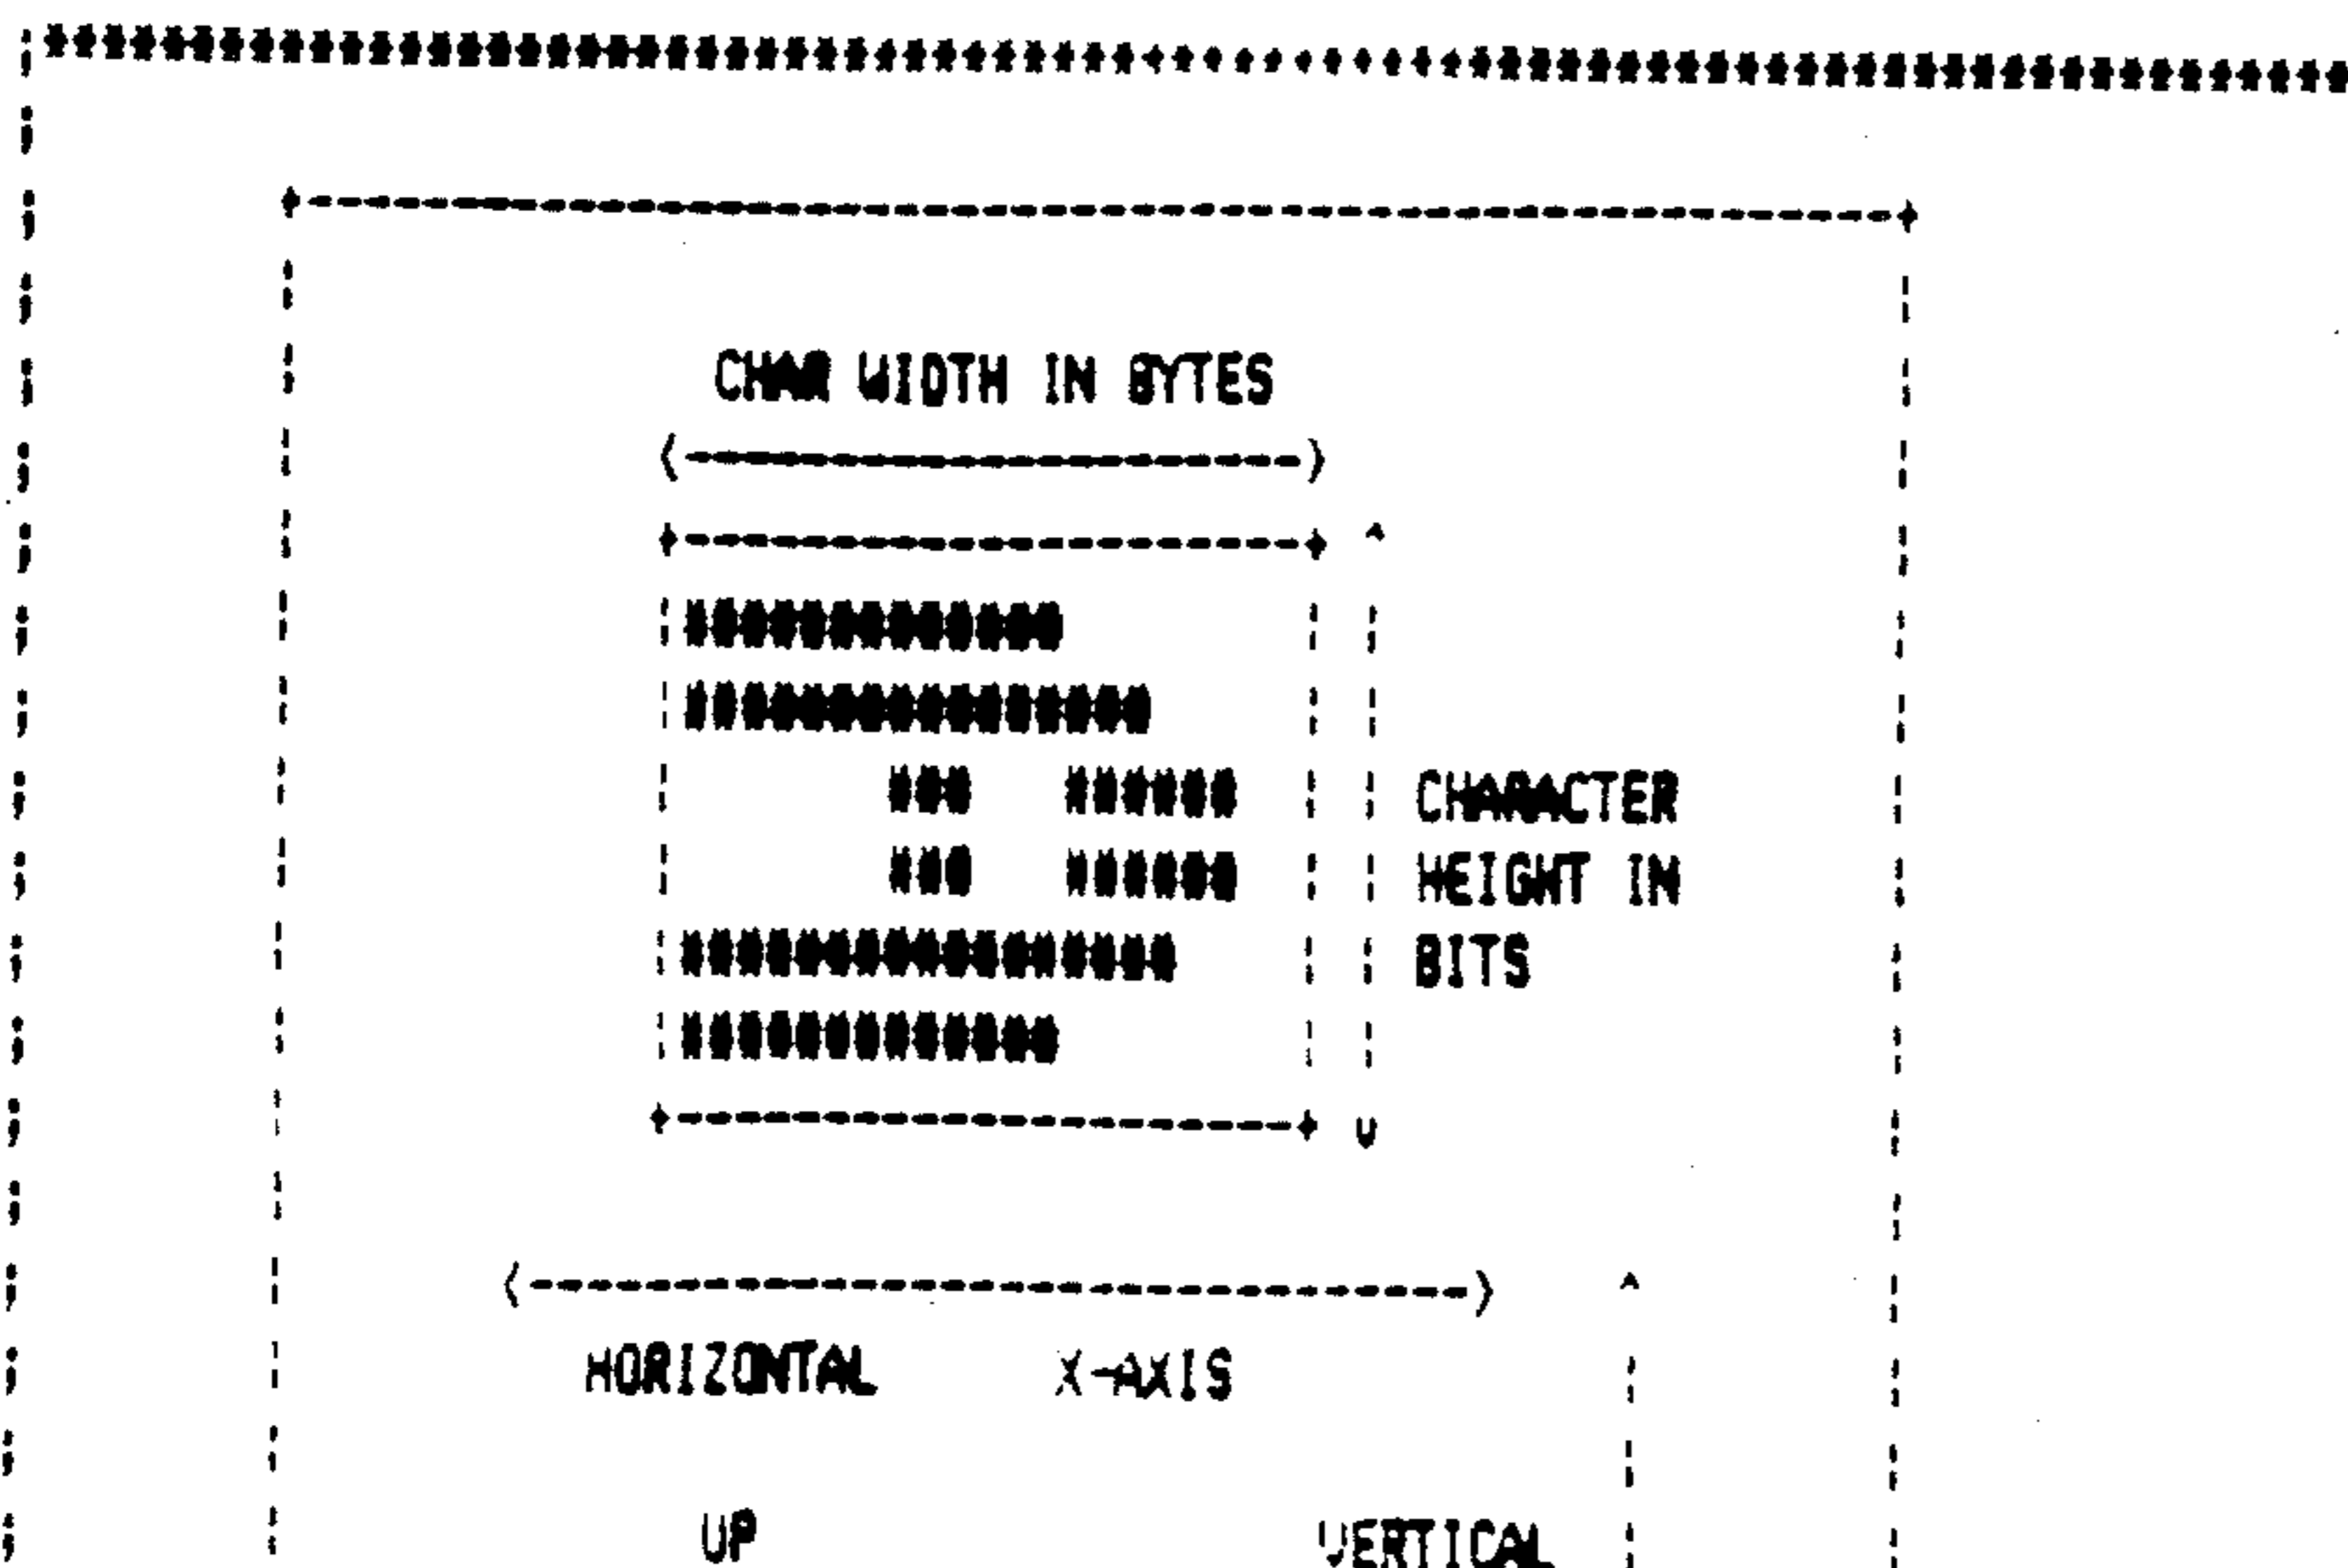 CHAR WIDTH IN BYTES
CHARACTER
HEIGHT IN
BITS
HORIZONTAL X-AXIS
UP VERTICAL